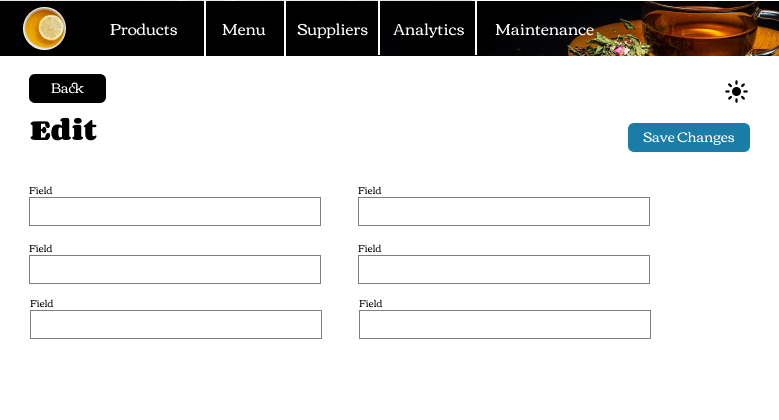 Products Menu Suppliers Analytics Maintenance
Back
Edit
Save Changes
Field Field
Field Field
Field Field